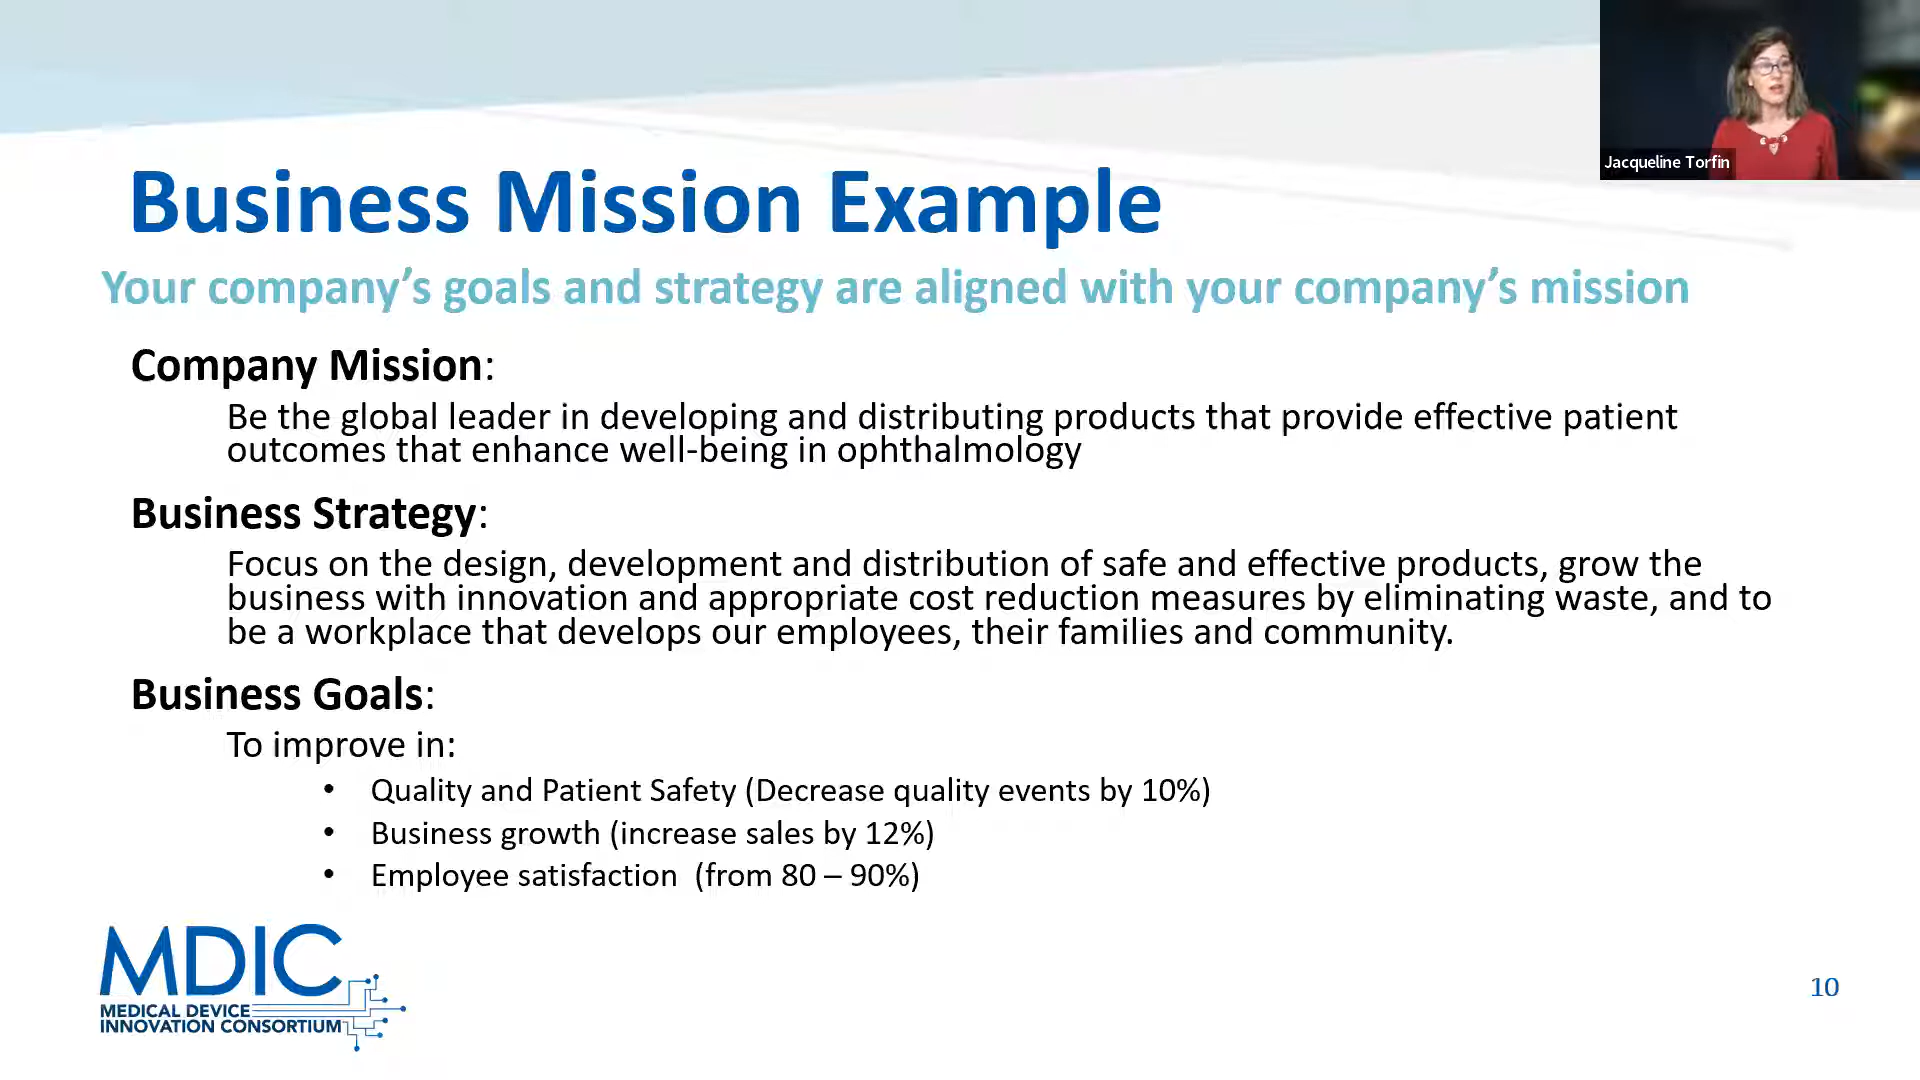 Jacqueline Torfin
Business Mission Example
Your company’s goals and strategy are aligned with your company’s mission
Company Mission:
Be the global leader in developing and distributing products that provide effective patient
outcomes that enhance well-being in ophthalmology
Business Strategy:
Focus on the design, development and distribution of safe and effective products, grow the
business with innovation and appropriate cost reduction measures by eliminating waste, and to
be a workplace that develops our employees, their families and community.
Business Goals:
To improve in:
• Quality and Patient Safety (Decrease quality events by 10%)
• Business growth (increase sales by 12%)
• Employee satisfaction (from 80 – 90%)
MDIC
MEDICAL DEVICE
INNOVATION CONSORTIUM
10